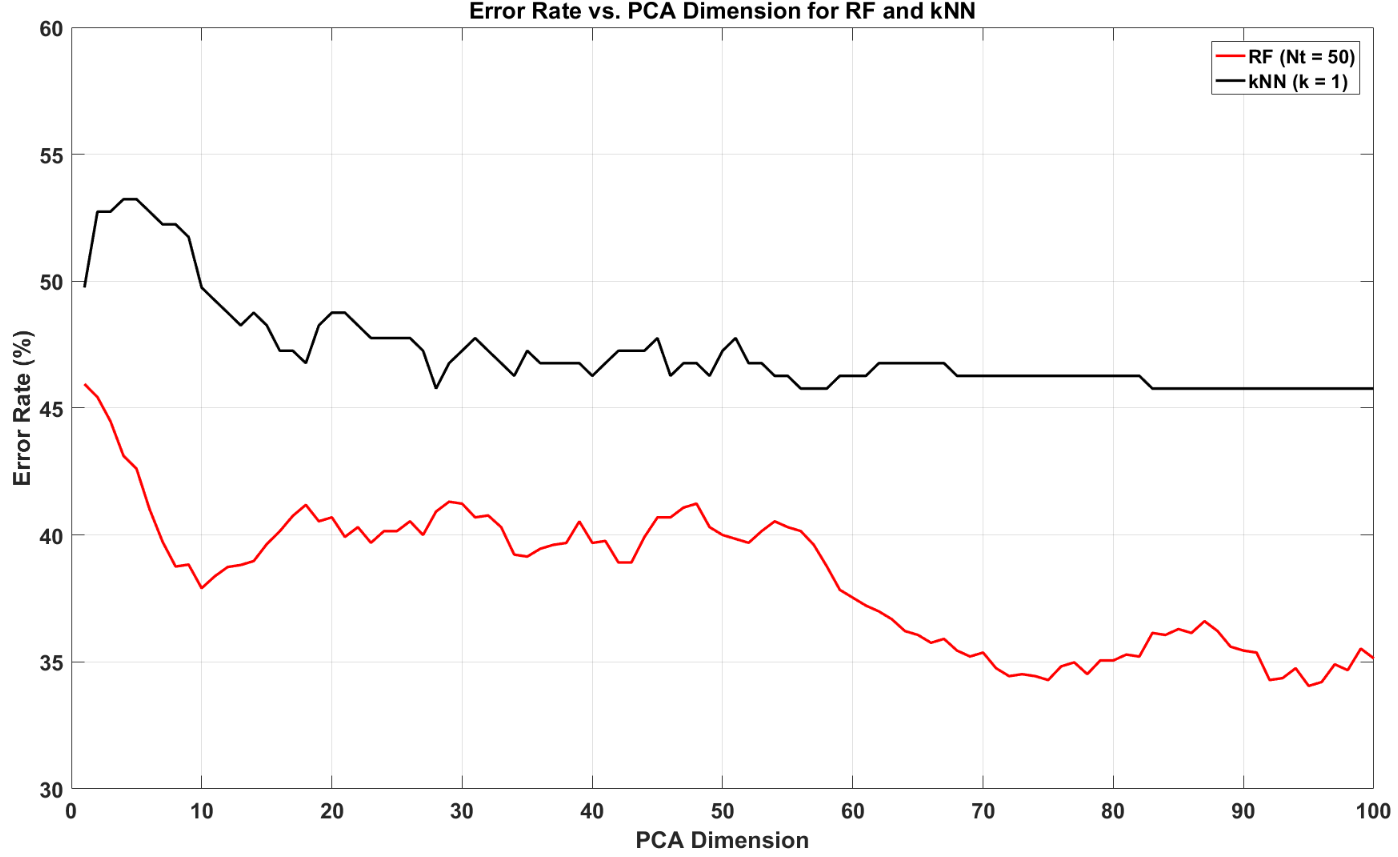 Error Rate vs. PCA Dimension for RF and kNN
RF (Nt = 50)
kNN (k = 1)
Error Rate (%)
60
55
50
45
40
35
30
0 10 20 30 40 50 60 70 80 90 100
PCA Dimension